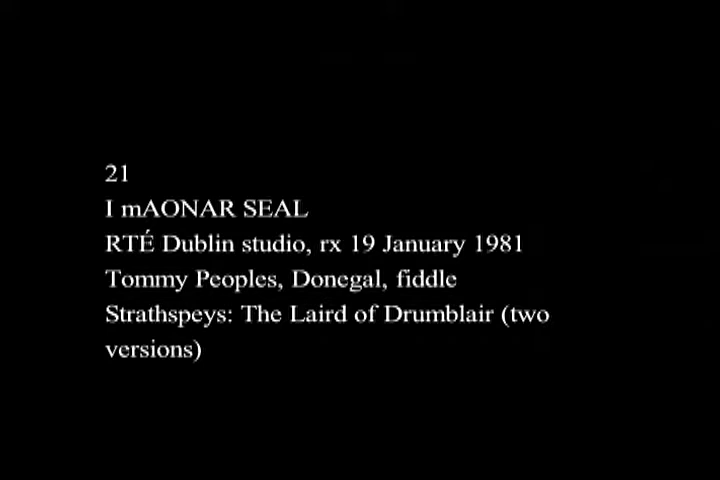 21
I mAONAR SEAL
RTÉ Dublin studio, rx 19 January 1981
Tommy Peoples, Donegal, fiddle
Strathspeys: The Laird of Drumblair (two
versions)